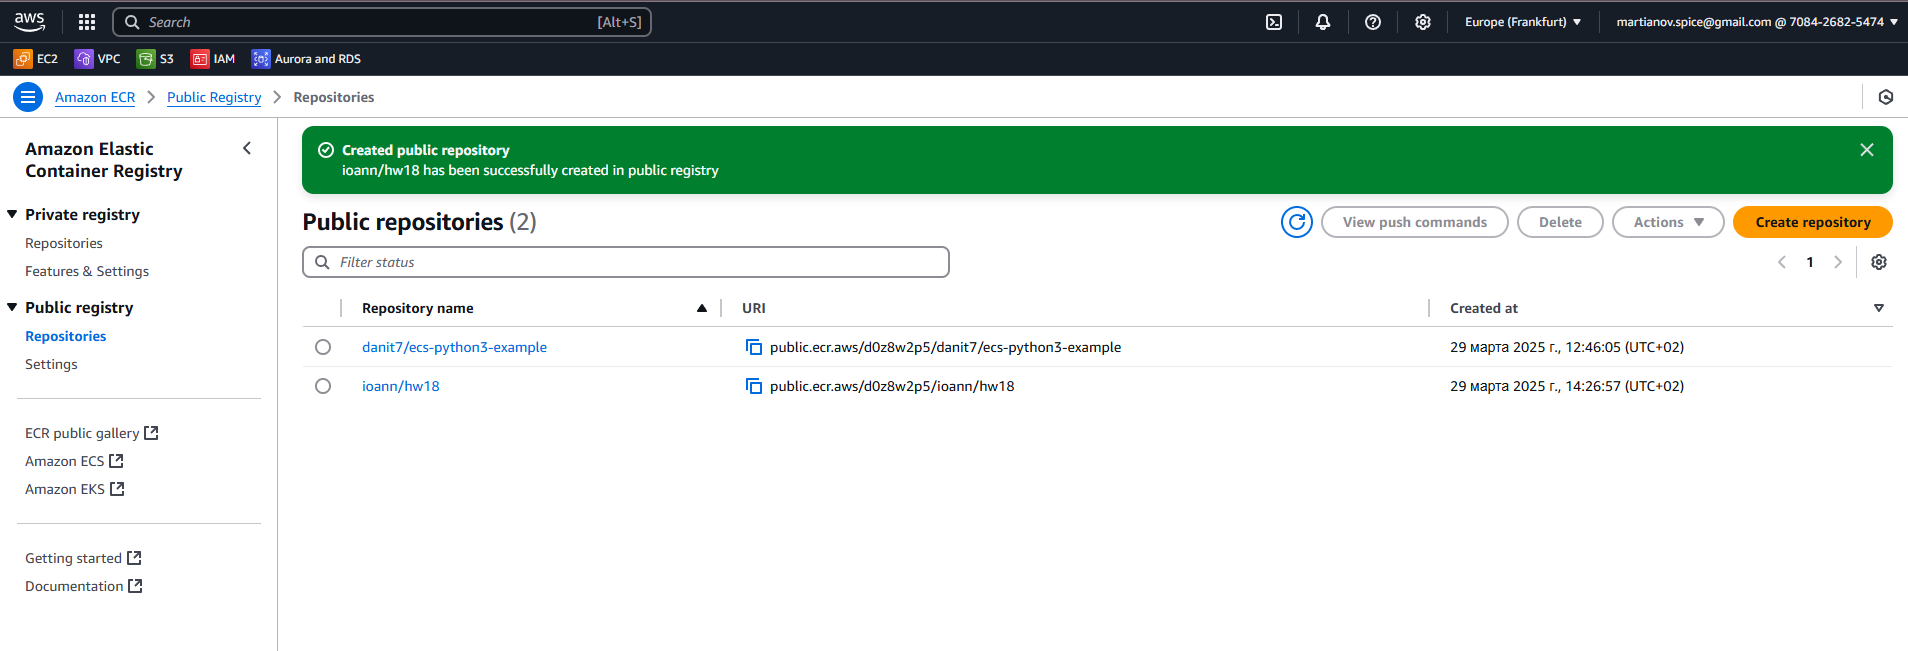 aws
Search [Alt+S]
Europe (Frankfurt)
martianov.spice@gmail.com @ 7084-2682-5474
EC2
VPC
S3
IAM
Aurora and RDS
Amazon ECR
Public Registry
Repositories
Amazon Elastic
Container Registry
Private registry
Repositories
Features & Settings
Public registry
Repositories
Settings
ECR public gallery
Amazon ECS
Amazon EKS
Getting started
Documentation
Created public repository
ioann/hw18 has been successfully created in public registry
Public repositories (2)
View push commands
Delete
Actions
Create repository
Filter status
1
Repository name URI Created at
danit7/ecs-python3-example public.ecr.aws/d0z8w2p5/danit7/ecs-python3-example 29 марта 2025 г., 12:46:05 (UTC+02)
ioann/hw18 public.ecr.aws/d0z8w2p5/ioann/hw18 29 марта 2025 г., 14:26:57 (UTC+02)